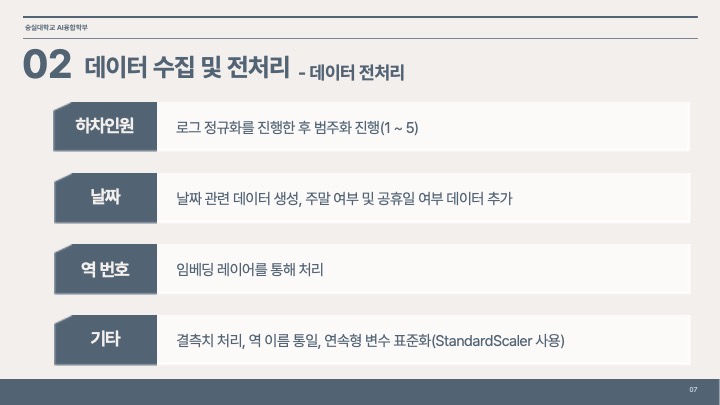 숭실대학교 AI융합학부
02 데이터 수집 및 전처리 - 데이터 전처리
하차인원 로그 정규화를 진행한 후 범주화 진행(1 ~ 5)
날짜 날짜 관련 데이터 생성, 주말 여부 및 공휴일 여부 데이터 추가
역 번호 임베딩 레이어를 통해 처리
기타 결측치 처리, 역 이름 통일, 연속형 변수 표준화(StandardScaler 사용)
07